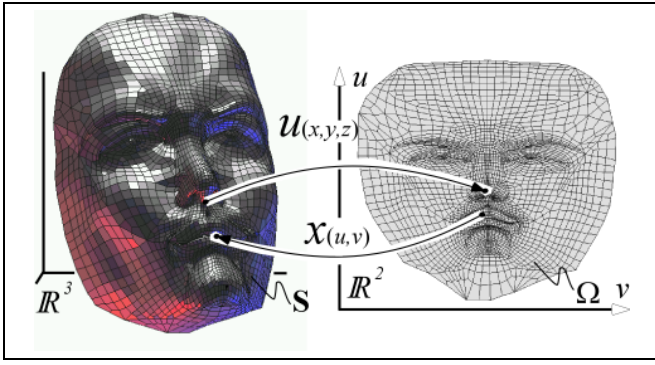 u
u(x,y,z)
x(u,v)
ℝ³
S
ℝ²
Ω
v